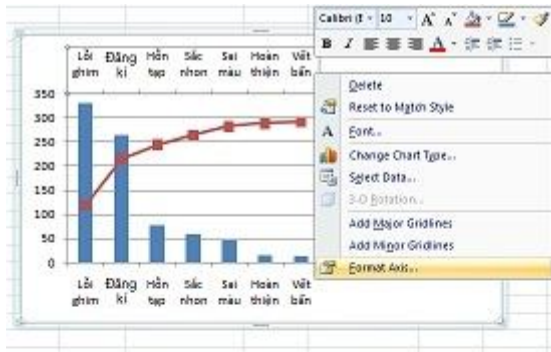 Calibri (E 10
B I
Lỗi ghim Đăng kí Hỗn tạp Sắc nhọn Sai màu Hoàn thiện Vết bẩn
350
300
250
200
150
100
50
0
Lỗi ghim Đăng kí Hỗn tạp Sắc nhọn Sai màu Hoàn thiện Vết bẩn
Delete
Reset to Match Style
Font...
Change Chart Type...
Select Data...
3-D Rotation...
Add Major Gridlines
Add Minor Gridlines
Format Axis...